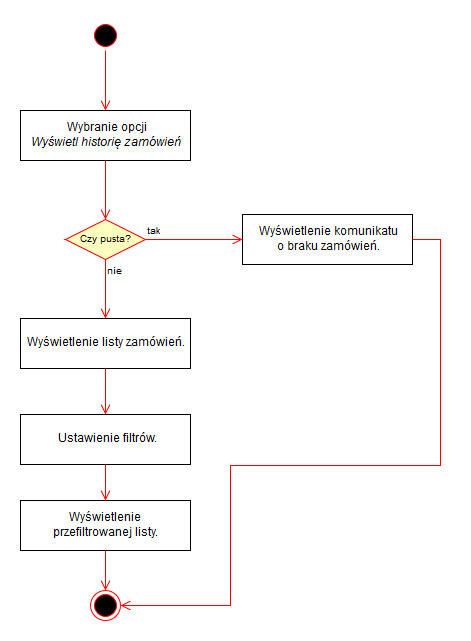 Wybranie opcji
Wyświetl historię zamówień
Czy pusta?
tak
Wyświetlenie komunikatu
o braku zamówień.
nie
Wyświetlenie listy zamówień.
Ustawienie filtrów.
Wyświetlenie
przefiltrowanej listy.